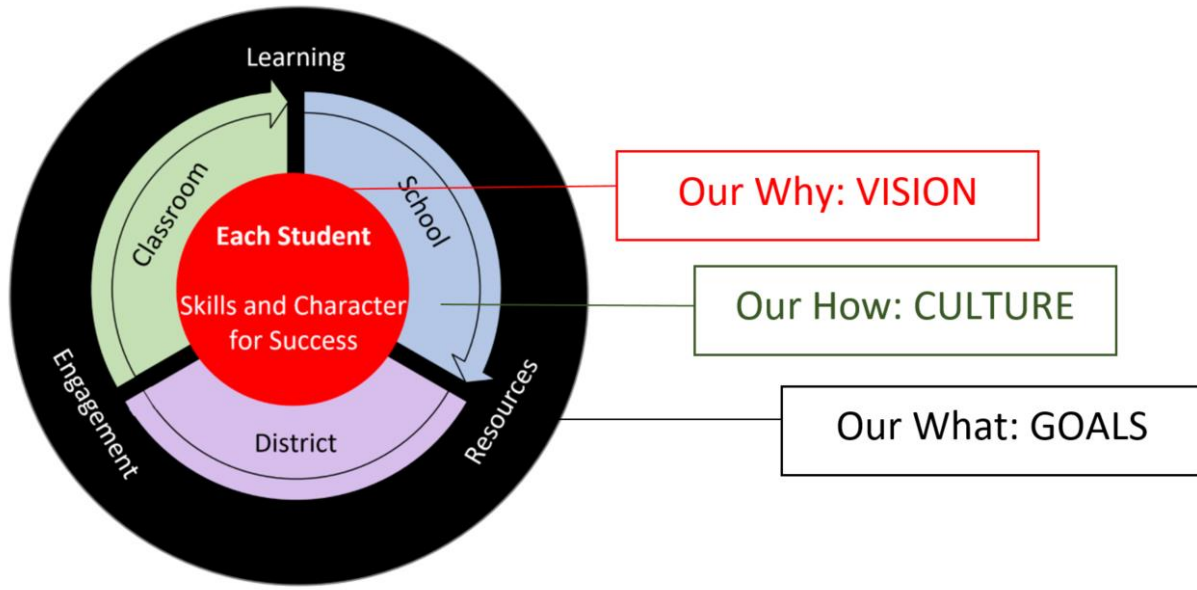 Learning
Classroom
School
Each Student
Skills and Character
for Success
District
Engagement
Resources
Our Why: VISION
Our How: CULTURE
Our What: GOALS